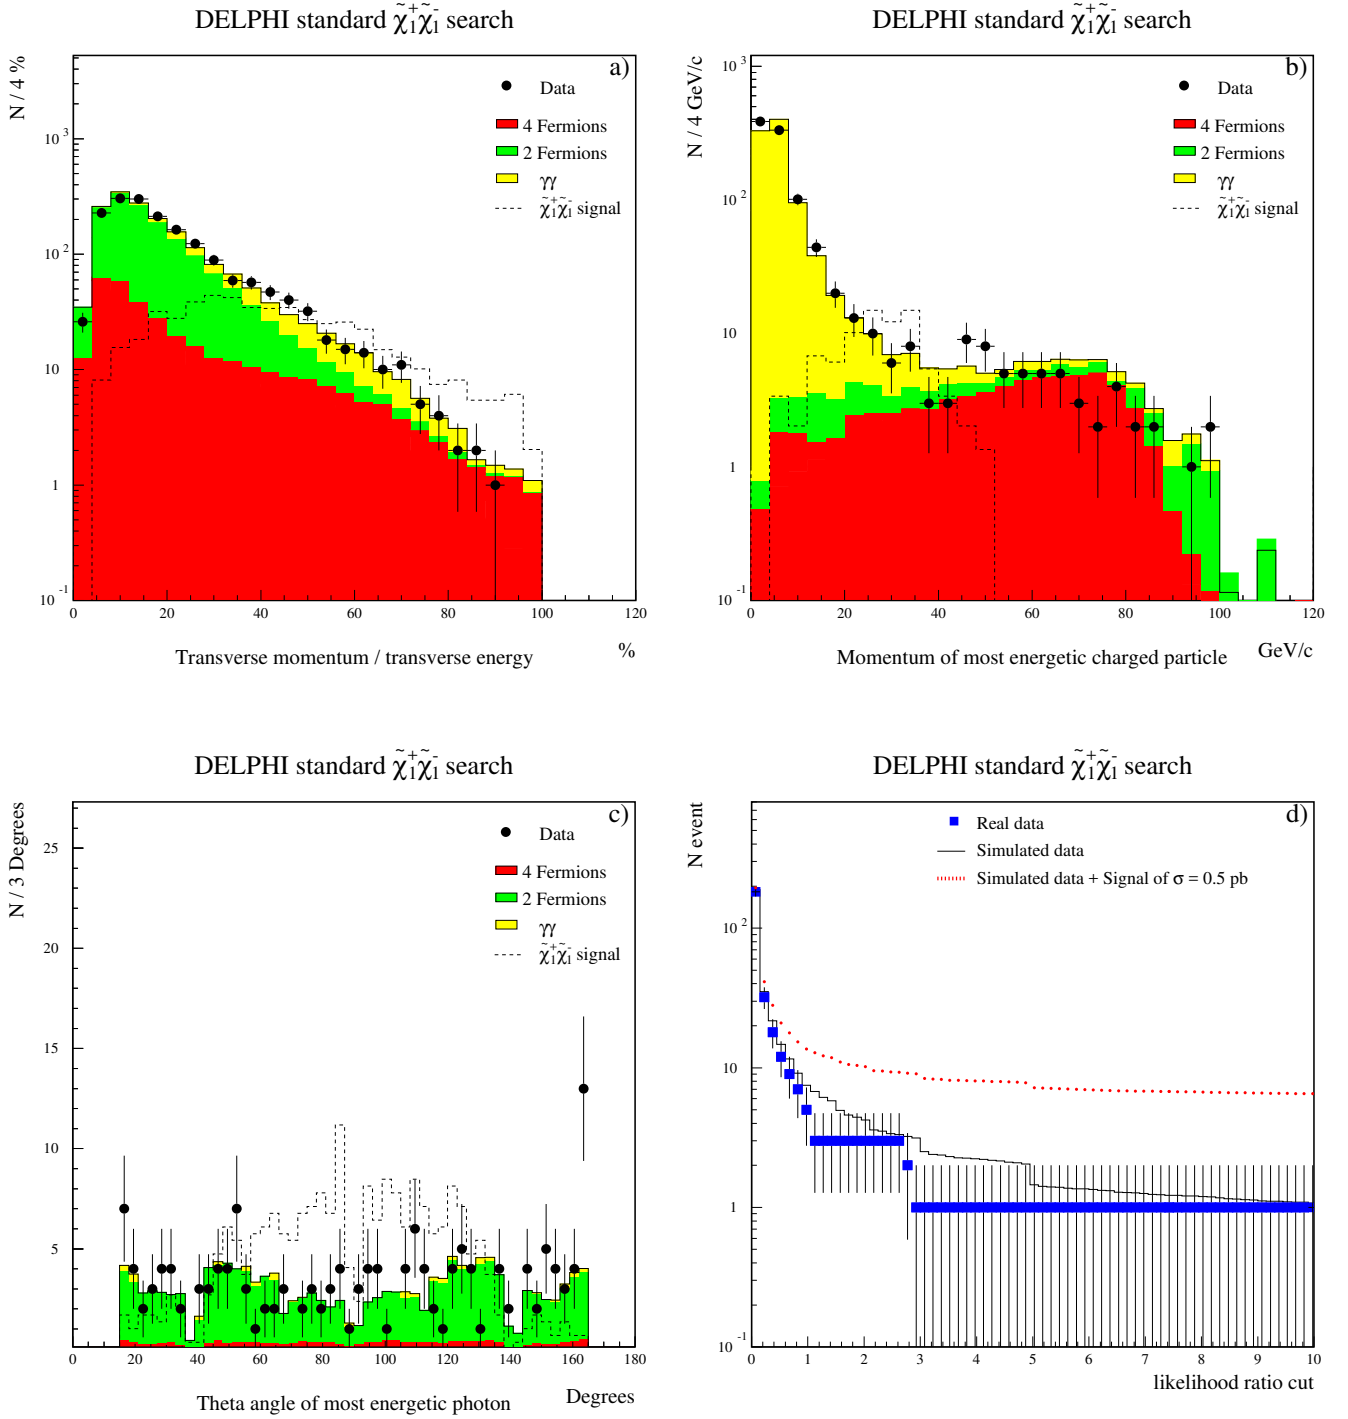 DELPHI standard χ̃₁⁺χ̃₁⁻ search
N / 4 %
a)
Data
4 Fermions
2 Fermions
γγ
χ̃₁⁺χ̃₁⁻ signal
10³
10²
10
1
10⁻¹
0 20 40 60 80 100 120
Transverse momentum / transverse energy %
DELPHI standard χ̃₁⁺χ̃₁⁻ search
N / 4 GeV/c
b)
Data
4 Fermions
2 Fermions
γγ
χ̃₁⁺χ̃₁⁻ signal
10³
10²
10
1
10⁻¹
0 20 40 60 80 100 120
Momentum of most energetic charged particle GeV/c
DELPHI standard χ̃₁⁺χ̃₁⁻ search
N / 3 Degrees
c)
Data
4 Fermions
2 Fermions
γγ
χ̃₁⁺χ̃₁⁻ signal
25
20
15
10
5
0 20 40 60 80 100 120 140 160 180
Theta angle of most energetic photon Degrees
DELPHI standard χ̃₁⁺χ̃₁⁻ search
N event
d)
Real data
Simulated data
Simulated data + Signal of σ = 0.5 pb
10²
10
1
10⁻¹
0 1 2 3 4 5 6 7 8 9 10
likelihood ratio cut